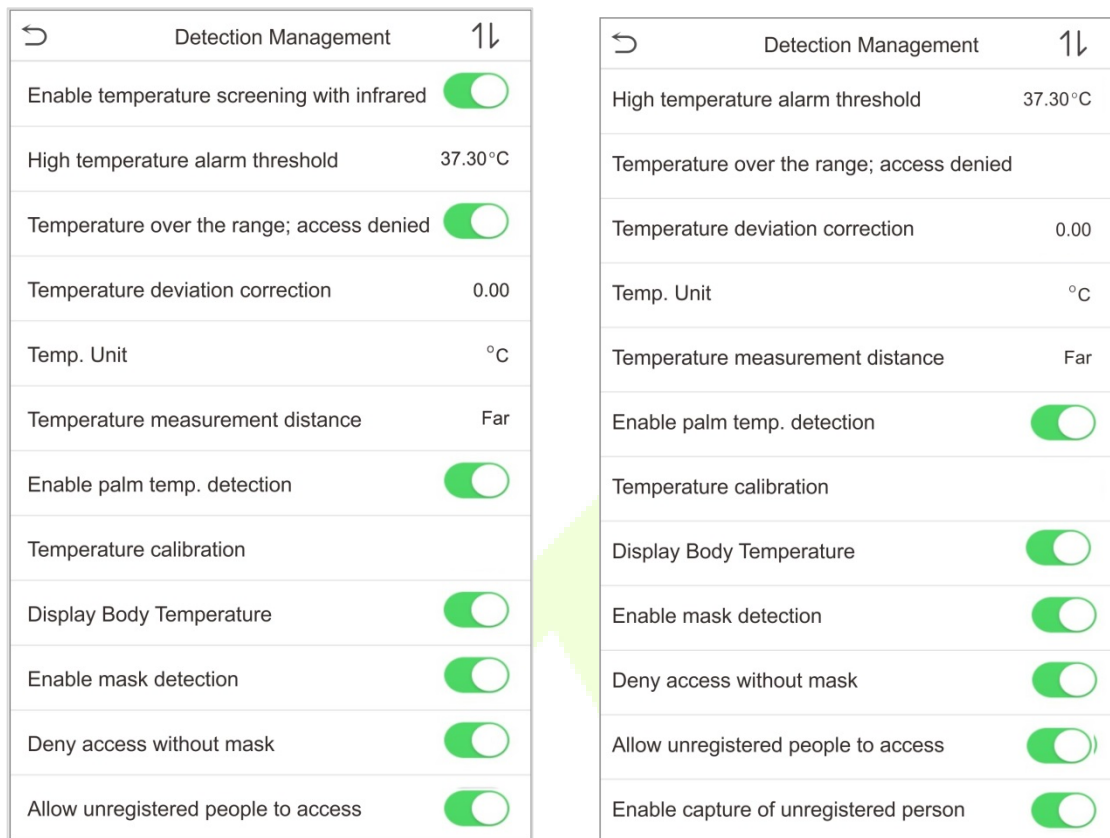 Detection Management
Enable temperature screening with infrared
High temperature alarm threshold 37.30°C
Temperature over the range; access denied
Temperature deviation correction 0.00
Temp. Unit °C
Temperature measurement distance Far
Enable palm temp. detection
Temperature calibration
Display Body Temperature
Enable mask detection
Deny access without mask
Allow unregistered people to access
Detection Management
High temperature alarm threshold 37.30°C
Temperature over the range; access denied
Temperature deviation correction 0.00
Temp. Unit °C
Temperature measurement distance Far
Enable palm temp. detection
Temperature calibration
Display Body Temperature
Enable mask detection
Deny access without mask
Allow unregistered people to access
Enable capture of unregistered person